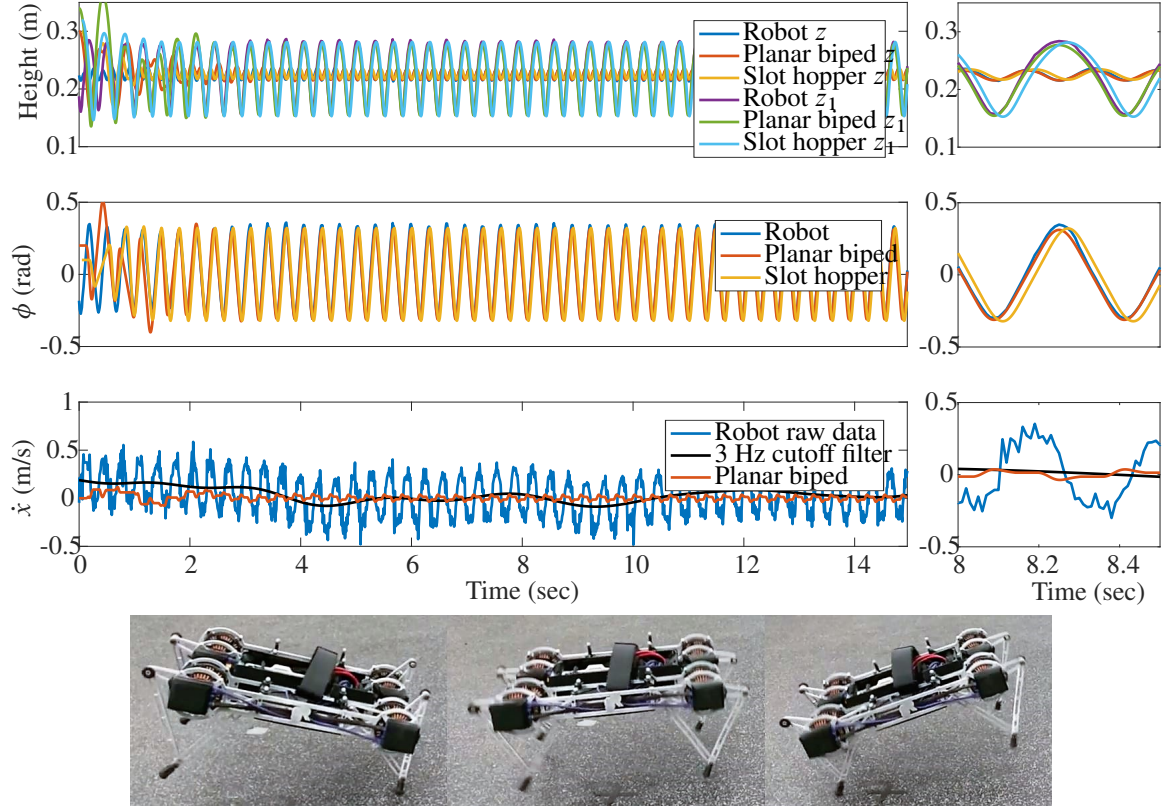 Height (m)
0.3
0.2
0.1
Robot z
Planar biped z
Slot hopper z
Robot z₁
Planar biped z₁
Slot hopper z₁
0.3
0.2
0.1
ϕ (rad)
0.5
0
-0.5
Robot
Planar biped
Slot hopper
0.5
0
-0.5
ẋ (m/s)
1
0.5
0
-0.5
Robot raw data
3 Hz cutoff filter
Planar biped
0 2 4 6 8 10 12 14
Time (sec)
0.5
0
-0.5
8 8.2 8.4
Time (sec)